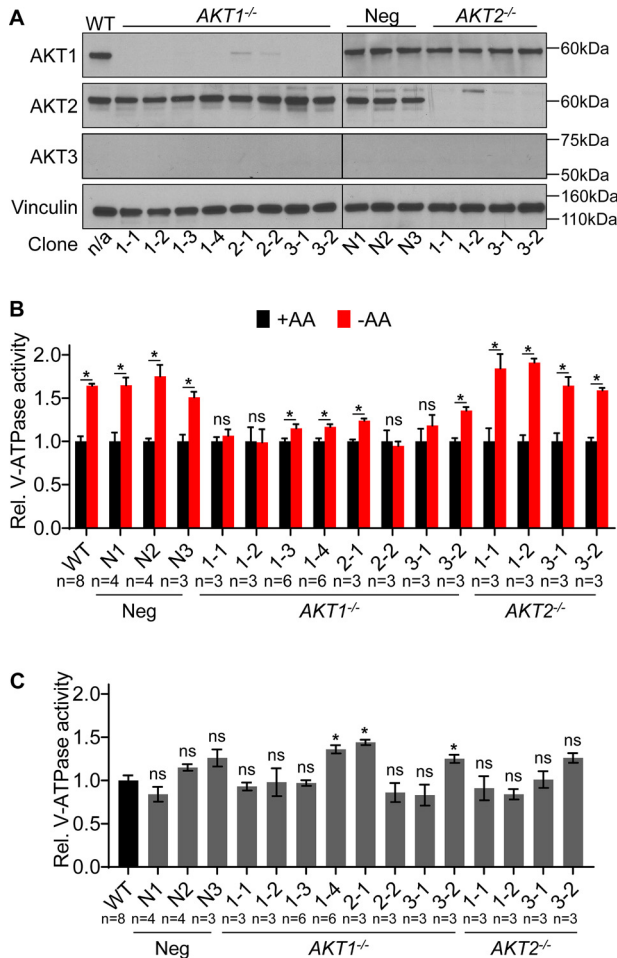 A
WT AKT1-/- Neg AKT2-/-
AKT1 60kDa
AKT2 60kDa
AKT3 75kDa
50kDa
Vinculin 160kDa
110kDa
Clone n/a 1-1 1-2 1-3 1-4 2-1 2-2 3-1 3-2 N1 N2 N3 1-1 1-2 3-1 3-2
B
+AA -AA
Rel. V-ATPase activity
2.0
1.5
1.0
0.5
0.0
* * * * ns ns * * * ns ns * * * * *
WT N1 N2 N3 1-1 1-2 1-3 1-4 2-1 2-2 3-1 3-2 1-1 1-2 3-1 3-2
n=8 n=4 n=4 n=3 n=3 n=3 n=6 n=6 n=3 n=3 n=3 n=3 n=3 n=3 n=3 n=3
Neg AKT1-/- AKT2-/-
C
Rel. V-ATPase activity
2.0
1.5
1.0
0.5
0.0
ns ns ns ns ns ns * * ns ns * ns ns ns ns
WT N1 N2 N3 1-1 1-2 1-3 1-4 2-1 2-2 3-1 3-2 1-1 1-2 3-1 3-2
n=8 n=4 n=4 n=3 n=3 n=3 n=6 n=6 n=3 n=3 n=3 n=3 n=3 n=3 n=3 n=3
Neg AKT1-/- AKT2-/-